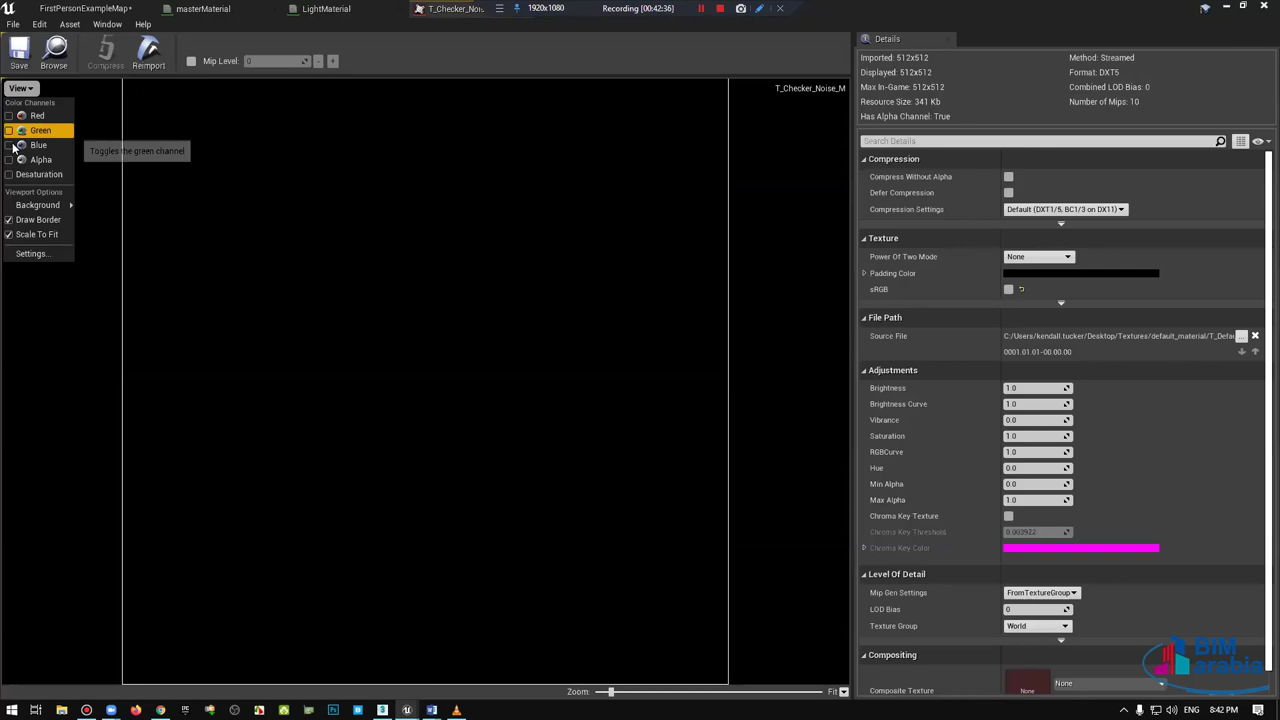 FirstPersonExampleMap*
masterMaterial
LightMaterial
T_Checker_Nois
1920x1080
Recording [00:42:36]
File
Edit
Asset
Window
Help
Save
Browse
Compress
Reimport
Mip Level:
0
-
+
View
T_Checker_Noise_M
Color Channels
Red
Green
Blue
Alpha
Desaturation
Toggles the green channel
Viewport Options
Background
Draw Border
Scale To Fit
Settings...
Zoom:
Fit
Details
Imported: 512x512
Displayed: 512x512
Max In-Game: 512x512
Resource Size: 341 Kb
Has Alpha Channel: True
Method: Streamed
Format: DXT5
Combined LOD Bias: 0
Number of Mips: 10
Search Details
Compression
Compress Without Alpha
Defer Compression
Compression Settings
Default (DXT1/5, BC1/3 on DX11)
Texture
Power Of Two Mode
None
Padding Color
sRGB
File Path
Source File
C:/Users/kendall.tucker/Desktop/Textures/default_material/T_Defa
...
0001.01.01-00.00.00
Adjustments
Brightness
1.0
Brightness Curve
1.0
Vibrance
0.0
Saturation
1.0
RGBCurve
1.0
Hue
0.0
Min Alpha
0.0
Max Alpha
1.0
Chroma Key Texture
Chroma Key Threshold
0.003922
Chroma Key Color
Level Of Detail
Mip Gen Settings
FromTextureGroup
LOD Bias
0
Texture Group
World
Compositing
Composite Texture
None
None
BIM
arabia
8:42 PM